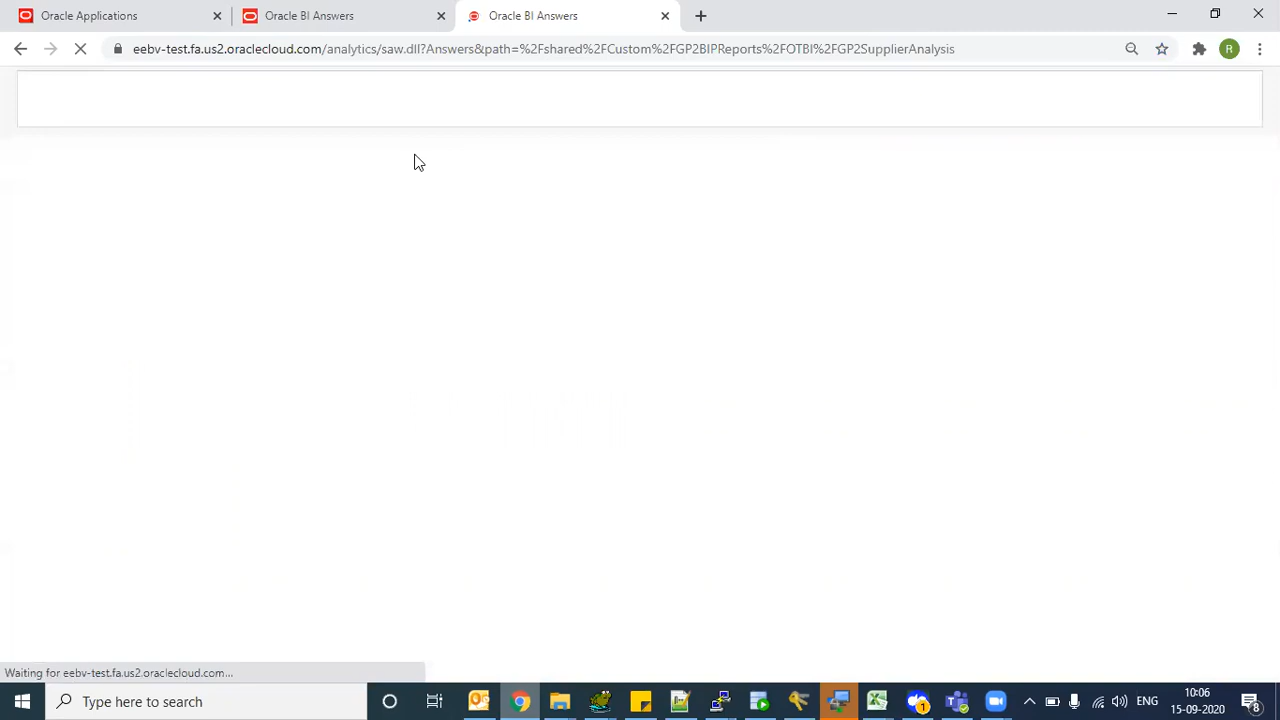 Oracle Applications
Oracle BI Answers
Oracle BI Answers
eebv-test.fa.us2.oraclecloud.com/analytics/saw.dll?Answers&path=%2Fshared%2FCustom%2FGP2BIPReports%2FOTBI%2FGP2SupplierAnalysis
R
Waiting for eebv-test.fa.us2.oraclecloud.com...
Type here to search
1
ENG
10:06
15-09-2020
8